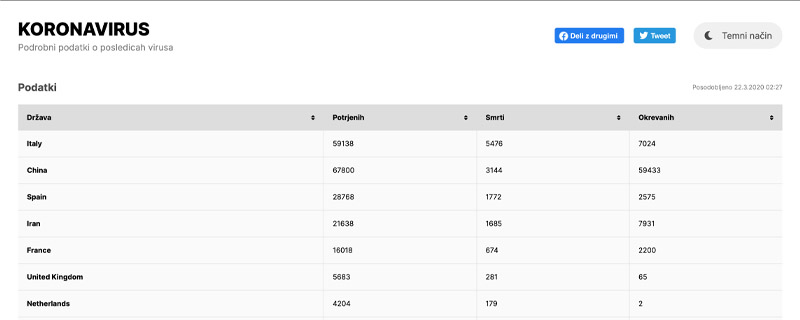 KORONAVIRUS
Podrobni podatki o posledicah virusa
Deli z drugimi
Tweet
Temni način
Podatki
Posodobljeno 22.3.2020 02:27
Država Potrjenih Smrti Okrevanih
Italy 59138 5476 7024
China 67800 3144 59433
Spain 28768 1772 2575
Iran 21638 1685 7931
France 16018 674 2200
United Kingdom 5683 281 65
Netherlands 4204 179 2